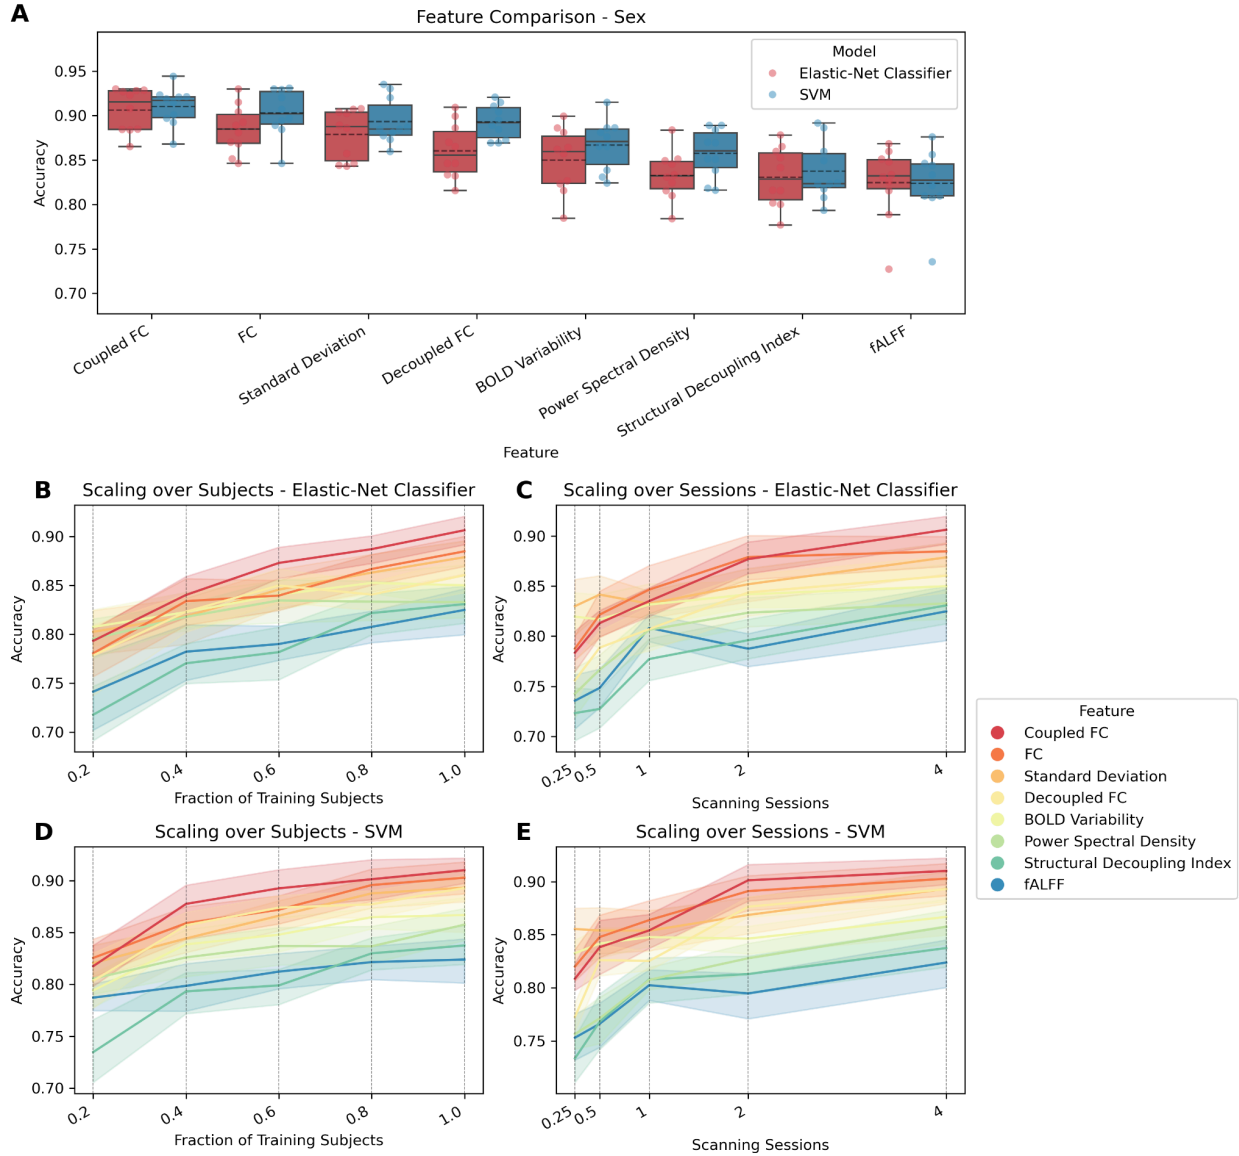 A
Feature Comparison - Sex
Model
Elastic-Net Classifier
SVM
Accuracy
0.95
0.90
0.85
0.80
0.75
0.70
Coupled FC
FC
Standard Deviation
Decoupled FC
BOLD Variability
Power Spectral Density
Structural Decoupling Index
fALFF
Feature
B
Scaling over Subjects - Elastic-Net Classifier
Accuracy
0.90
0.85
0.80
0.75
0.70
0.2
0.4
0.6
0.8
1.0
Fraction of Training Subjects
C
Scaling over Sessions - Elastic-Net Classifier
Accuracy
0.90
0.85
0.80
0.75
0.70
0.25
0.5
1
2
4
Scanning Sessions
Feature
Coupled FC
FC
Standard Deviation
Decoupled FC
BOLD Variability
Power Spectral Density
Structural Decoupling Index
fALFF
D
Scaling over Subjects - SVM
Accuracy
0.90
0.85
0.80
0.75
0.70
0.2
0.4
0.6
0.8
1.0
Fraction of Training Subjects
E
Scaling over Sessions - SVM
Accuracy
0.90
0.85
0.80
0.75
0.25
0.5
1
2
4
Scanning Sessions